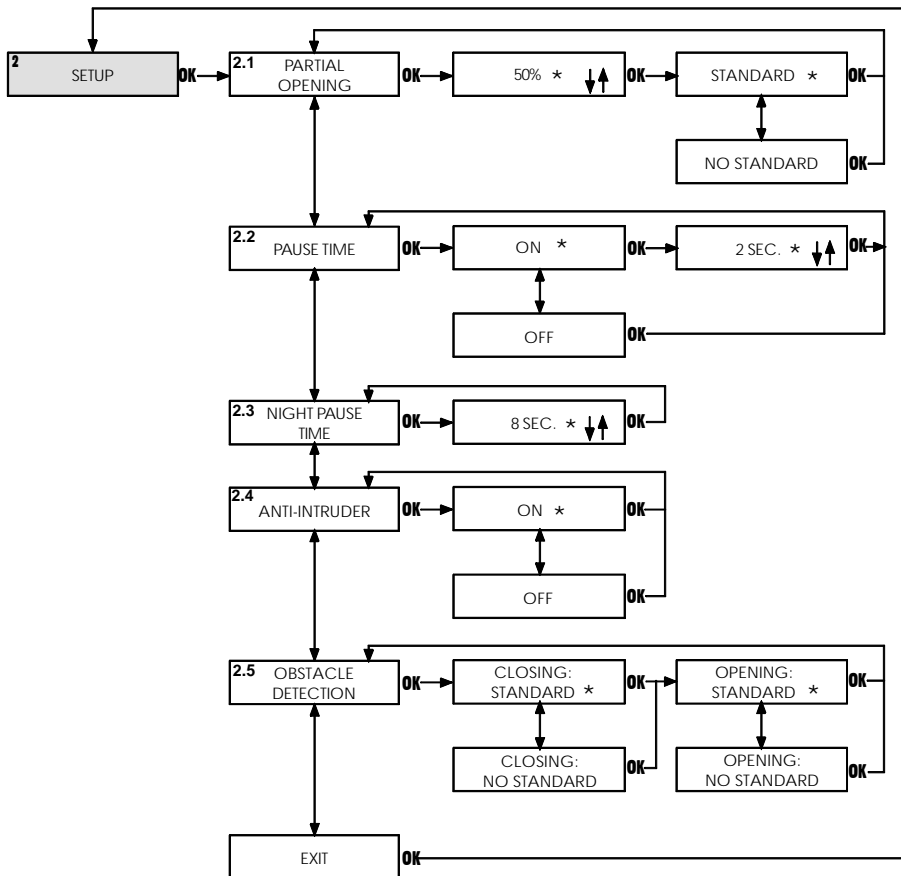 2 SETUP OK 2.1 PARTIAL OPENING OK 50% * OK STANDARD * OK
NO STANDARD OK
2.2 PAUSE TIME OK ON * OK 2 SEC. * OK
OFF OK
2.3 NIGHT PAUSE TIME OK 8 SEC. * OK
2.4 ANTI-INTRUDER OK ON * OK
OFF OK
2.5 OBSTACLE DETECTION OK CLOSING: STANDARD * OK OPENING: STANDARD * OK
CLOSING: NO STANDARD OK OPENING: NO STANDARD OK
EXIT OK